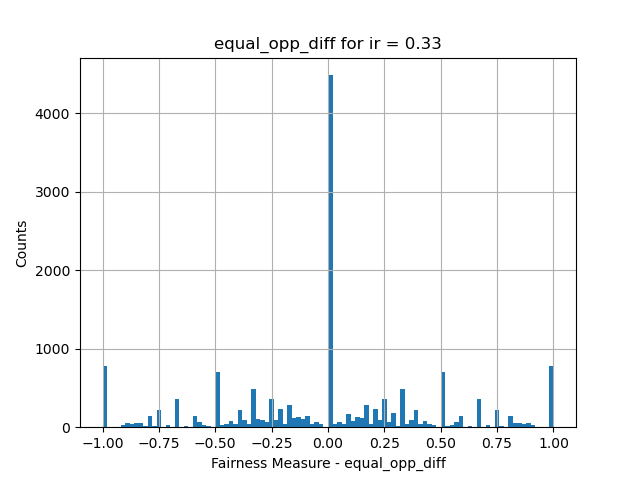 equal_opp_diff for ir = 0.33
4000
3000
2000
1000
0
Counts
−1.00 −0.75 −0.50 −0.25 0.00 0.25 0.50 0.75 1.00
Fairness Measure - equal_opp_diff